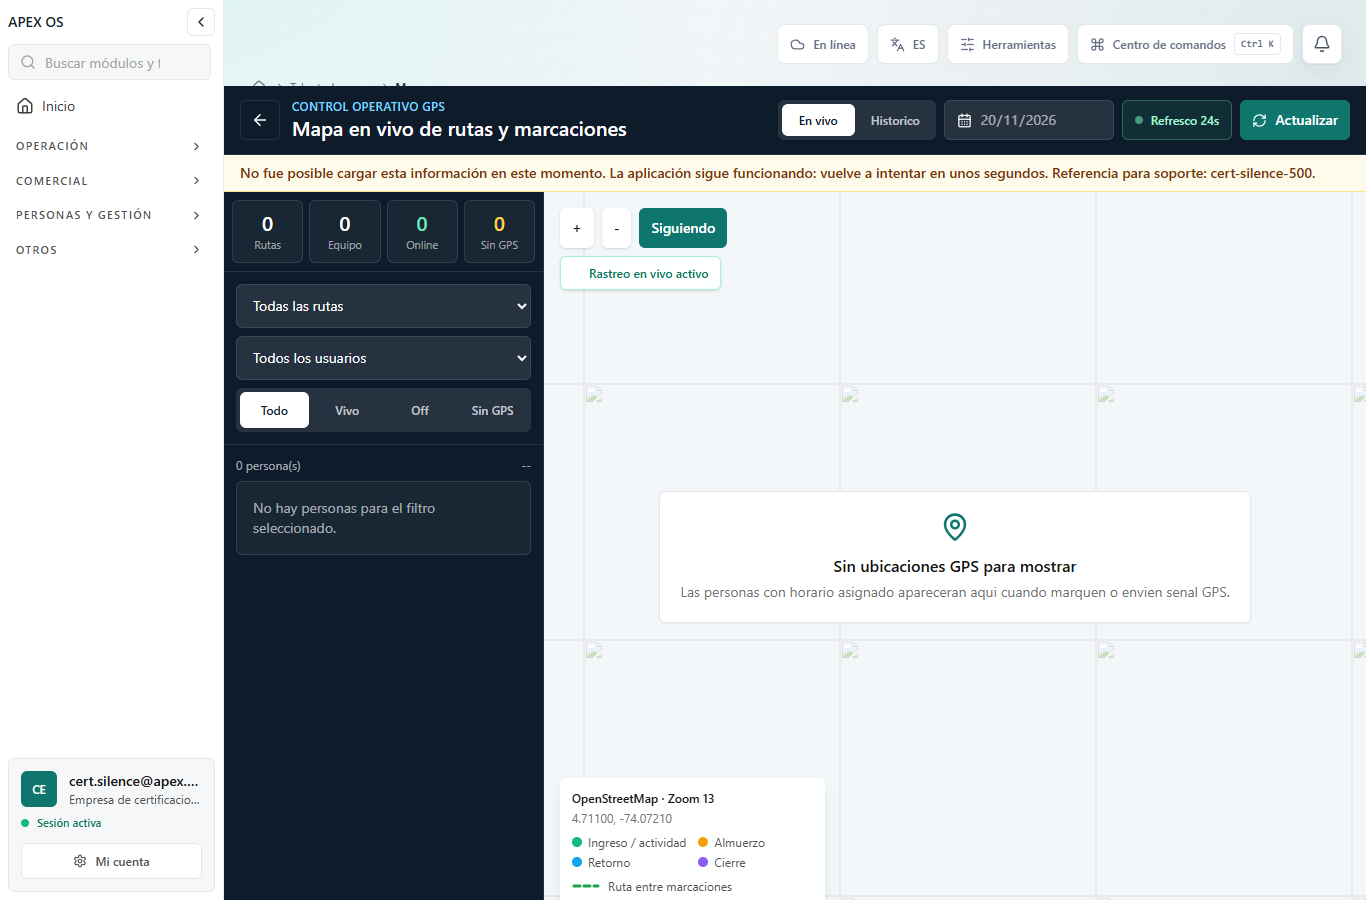 APEX OS
Buscar módulos y f
Inicio
OPERACIÓN
COMERCIAL
PERSONAS Y GESTIÓN
OTROS
CE
cert.silence@apex....
Empresa de certificacio...
Sesión activa
Mi cuenta
En línea
ES
Herramientas
Centro de comandos
Ctrl K
CONTROL OPERATIVO GPS
Mapa en vivo de rutas y marcaciones
En vivo
Historico
20/11/2026
Refresco 24s
Actualizar
No fue posible cargar esta información en este momento. La aplicación sigue funcionando: vuelve a intentar en unos segundos. Referencia para soporte: cert-silence-500.
0
Rutas
0
Equipo
0
Online
0
Sin GPS
Todas las rutas
Todos los usuarios
Todo
Vivo
Off
Sin GPS
0 persona(s)
--
No hay personas para el filtro
seleccionado.
+
-
Siguiendo
Rastreo en vivo activo
Sin ubicaciones GPS para mostrar
Las personas con horario asignado apareceran aqui cuando marquen o envien senal GPS.
OpenStreetMap · Zoom 13
4.71100, -74.07210
Ingreso / actividad
Almuerzo
Retorno
Cierre
Ruta entre marcaciones